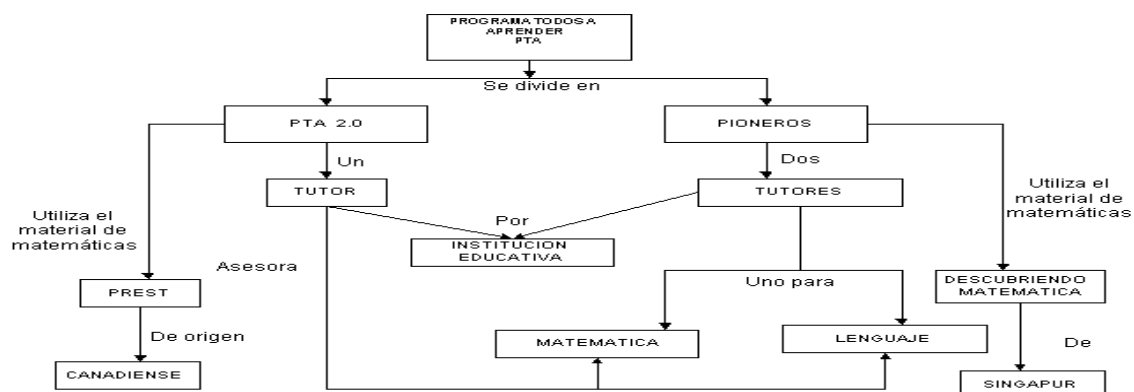 PROGRAMA TODOS A
APRENDER
PTA
Se divide en
PTA 2.0
PIONEROS
Un
Dos
TUTOR
TUTORES
Utiliza el
material de
matemáticas
Utiliza el
material de
matemáticas
Por
INSTITUCION
EDUCATIVA
Asesora
PREST
Uno para
DESCUBRIENDO
MATEMATICA
De origen
MATEMATICA
LENGUAJE
De
CANADIENSE
SINGAPUR